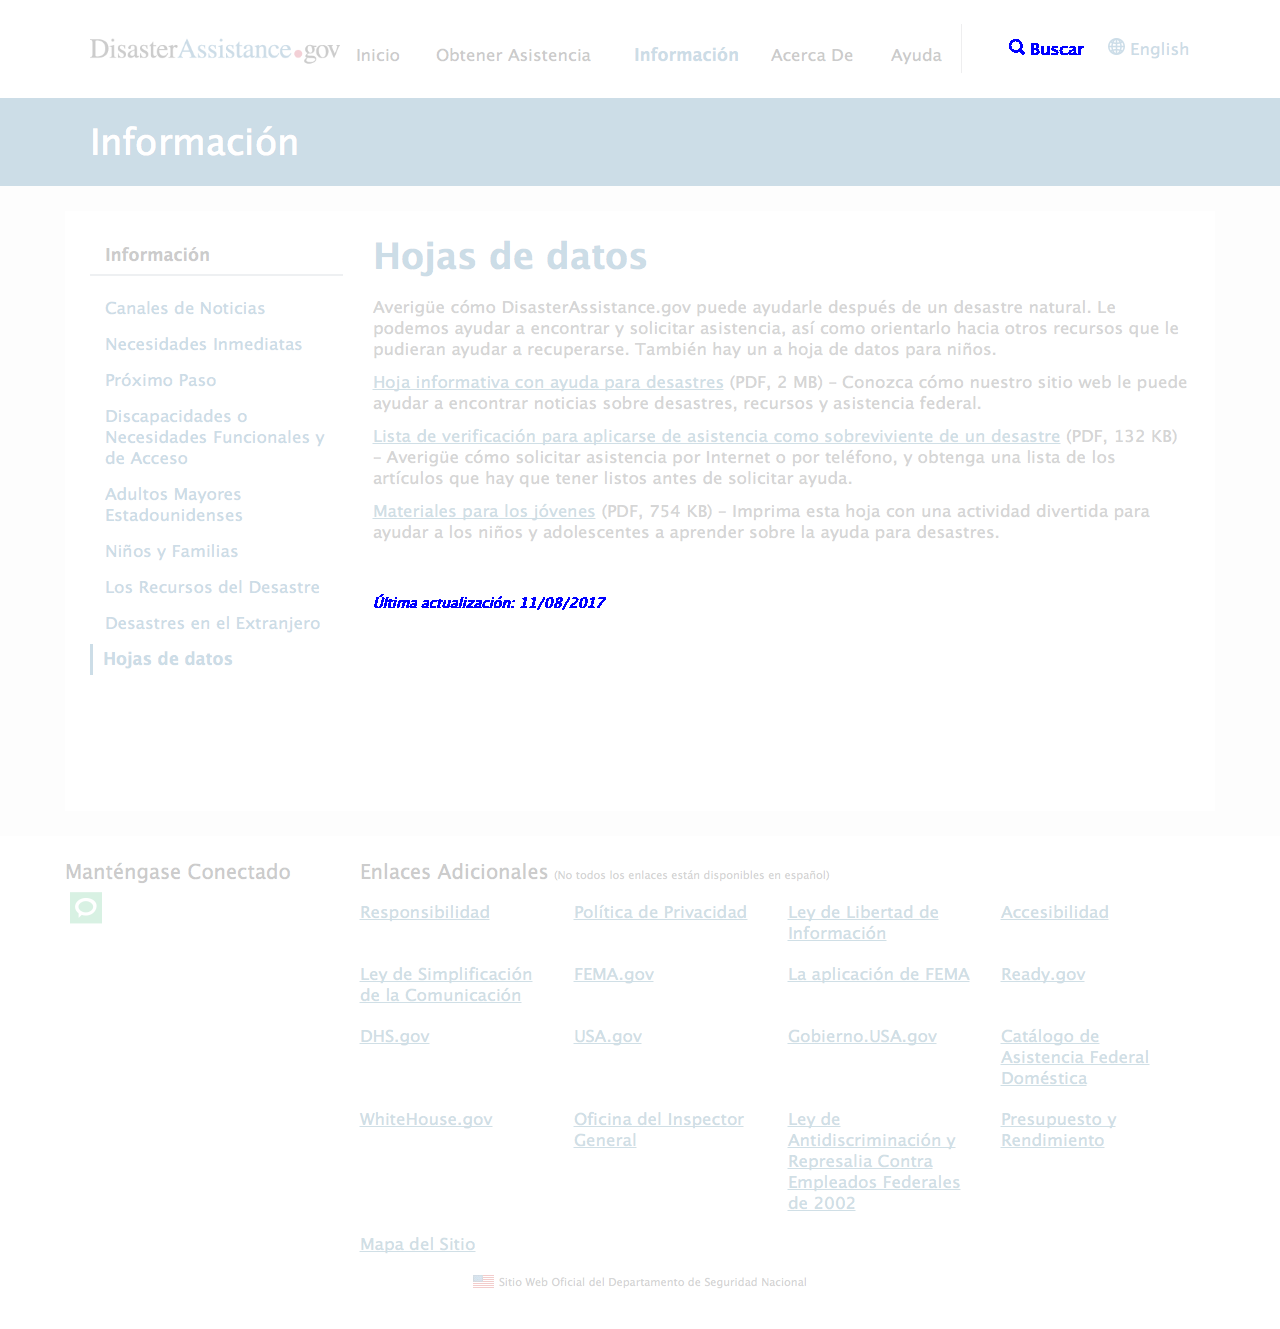 DisasterAssistance.gov
Inicio
Obtener Asistencia
Información
Acerca De
Ayuda
Buscar
English
Información
Información
Canales de Noticias
Necesidades Inmediatas
Próximo Paso
Discapacidades o
Necesidades Funcionales y
de Acceso
Adultos Mayores
Estadounidenses
Niños y Familias
Los Recursos del Desastre
Desastres en el Extranjero
Hojas de datos
Hojas de datos
Averigüe cómo DisasterAssistance.gov puede ayudarle después de un desastre natural. Le
podemos ayudar a encontrar y solicitar asistencia, así como orientarlo hacia otros recursos que le
pudieran ayudar a recuperarse. También hay un a hoja de datos para niños.
Hoja informativa con ayuda para desastres (PDF, 2 MB) – Conozca cómo nuestro sitio web le puede
ayudar a encontrar noticias sobre desastres, recursos y asistencia federal.
Lista de verificación para aplicarse de asistencia como sobreviviente de un desastre (PDF, 132 KB)
– Averigüe cómo solicitar asistencia por Internet o por teléfono, y obtenga una lista de los
artículos que hay que tener listos antes de solicitar ayuda.
Materiales para los jóvenes (PDF, 754 KB) – Imprima esta hoja con una actividad divertida para
ayudar a los niños y adolescentes a aprender sobre la ayuda para desastres.
Última actualización: 11/08/2017
Manténgase Conectado
Enlaces Adicionales (No todos los enlaces están disponibles en español)
Responsibilidad
Política de Privacidad
Ley de Libertad de
Información
Accesibilidad
Ley de Simplificación
de la Comunicación
FEMA.gov
La aplicación de FEMA
Ready.gov
DHS.gov
USA.gov
Gobierno.USA.gov
Catálogo de
Asistencia Federal
Doméstica
WhiteHouse.gov
Oficina del Inspector
General
Ley de
Antidiscriminación y
Represalia Contra
Empleados Federales
de 2002
Presupuesto y
Rendimiento
Mapa del Sitio
Sitio Web Oficial del Departamento de Seguridad Nacional